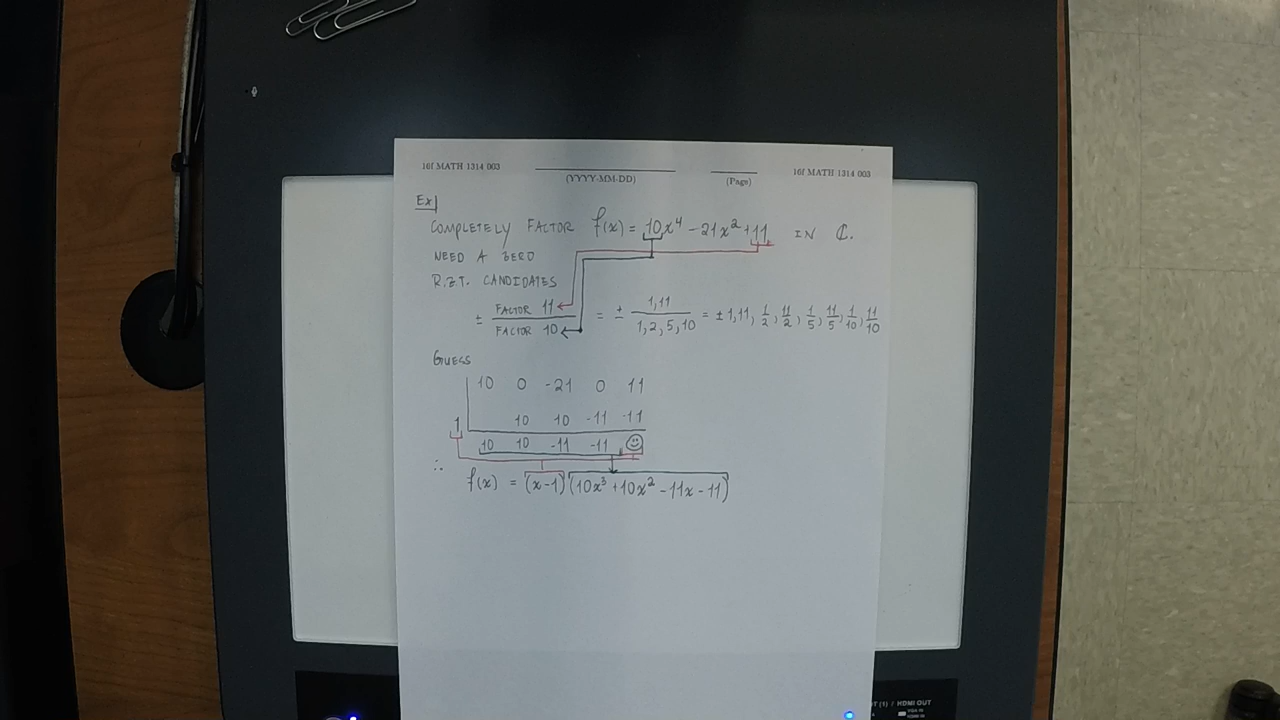 16f MATH 1314 003 16f MATH 1314 003
(YYYY-MM-DD) (Page)
Ex
COMPLETELY FACTOR f(x) = 10x⁴ - 21x² + 11 IN ℂ.
NEED A ZERO
R.Z.T. CANDIDATES
± FACTOR 11 / FACTOR 10 = ± 1,11 / 1,2,5,10 = ± 1, 11, 1/2, 11/2, 1/5, 11/5, 1/10, 11/10
GUESS
10 0 -21 0 11
1 10 10 -11 -11
10 10 -11 -11 ☺
∴ f(x) = (x-1)(10x³ + 10x² - 11x - 11)
(1) / HDMI OUT